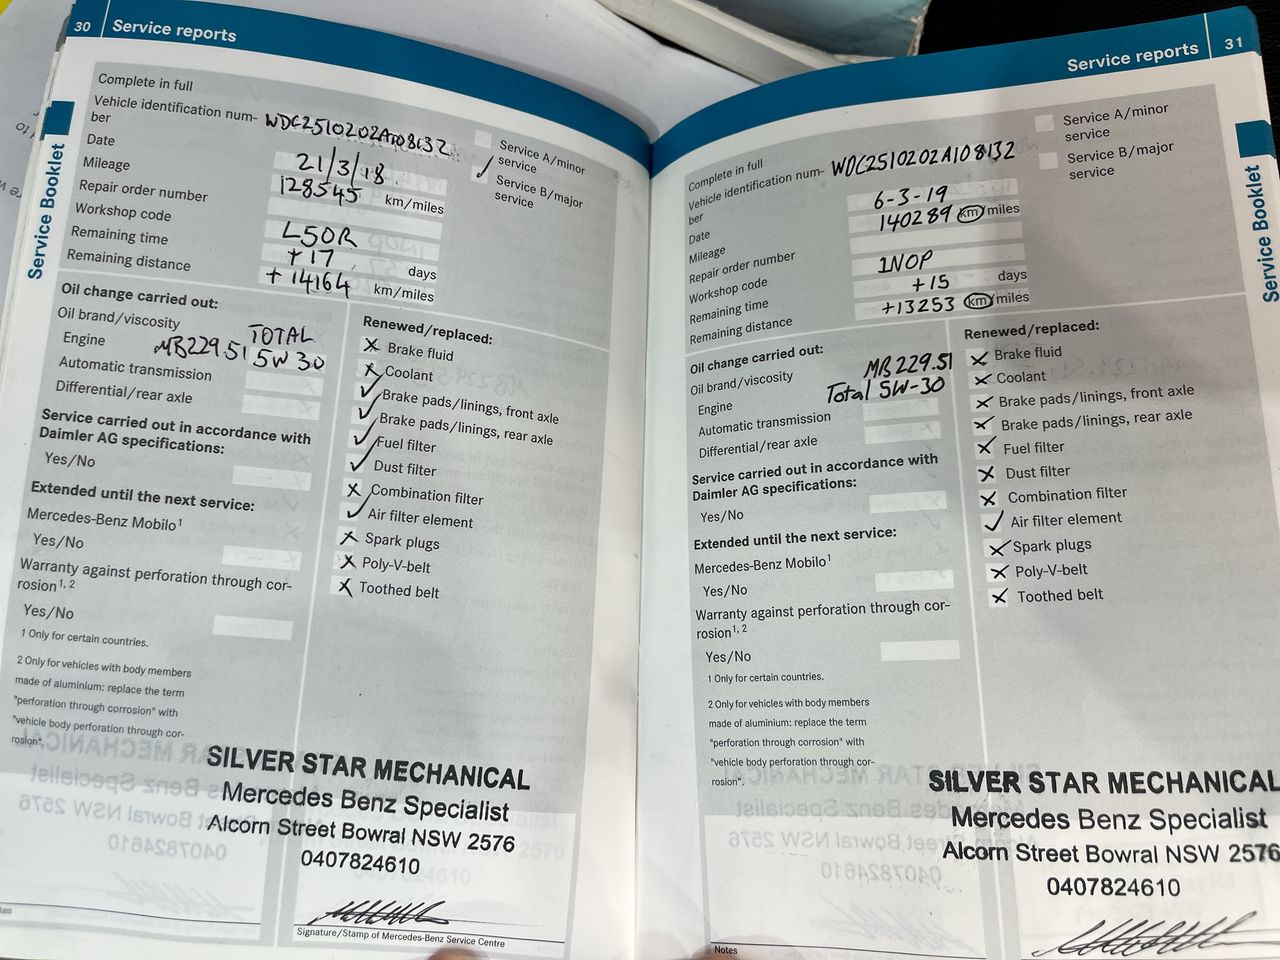 30 Service reports
Complete in full
Vehicle identification num-
ber
WDC2510202A108132
Date
21/3/18
Mileage
128545 km/miles
Repair order number
Workshop code
L50R
Remaining time
+17 days
Remaining distance
+14164 km/miles
Service A/minor
service
Service B/major
service
Oil change carried out:
Oil brand/viscosity
TOTAL
Engine
MB229.51 5W30
Automatic transmission
Differential/rear axle
Service carried out in accordance with
Daimler AG specifications:
Yes/No
Extended until the next service:
Mercedes-Benz Mobilo1
Yes/No
Warranty against perforation through cor-
rosion1, 2
Yes/No
1 Only for certain countries.
2 Only for vehicles with body members
made of aluminium: replace the term
"perforation through corrosion" with
"vehicle body perforation through cor-
rosion".
Renewed/replaced:
Brake fluid
Coolant
Brake pads/linings, front axle
Brake pads/linings, rear axle
Fuel filter
Dust filter
Combination filter
Air filter element
Spark plugs
Poly-V-belt
Toothed belt
SILVER STAR MECHANICAL
Mercedes Benz Specialist
Alcorn Street Bowral NSW 2576
0407824610
Signature/Stamp of Mercedes-Benz Service Centre
Service Booklet
Service reports 31
Complete in full
Vehicle identification num-
ber
WDC2510202A108132
Date
6-3-19
Mileage
140289 km/miles
Repair order number
Workshop code
1NOP
Remaining time
+15 days
Remaining distance
+13253 km/miles
Service A/minor
service
Service B/major
service
Oil change carried out:
Oil brand/viscosity
MB229.51
Engine
Total 5W-30
Automatic transmission
Differential/rear axle
Service carried out in accordance with
Daimler AG specifications:
Yes/No
Extended until the next service:
Mercedes-Benz Mobilo1
Yes/No
Warranty against perforation through cor-
rosion1, 2
Yes/No
1 Only for certain countries.
2 Only for vehicles with body members
made of aluminium: replace the term
"perforation through corrosion" with
"vehicle body perforation through cor-
rosion".
Renewed/replaced:
Brake fluid
Coolant
Brake pads/linings, front axle
Brake pads/linings, rear axle
Fuel filter
Dust filter
Combination filter
Air filter element
Spark plugs
Poly-V-belt
Toothed belt
SILVER STAR MECHANICAL
Mercedes Benz Specialist
Alcorn Street Bowral NSW 2576
0407824610
Notes
Service Booklet